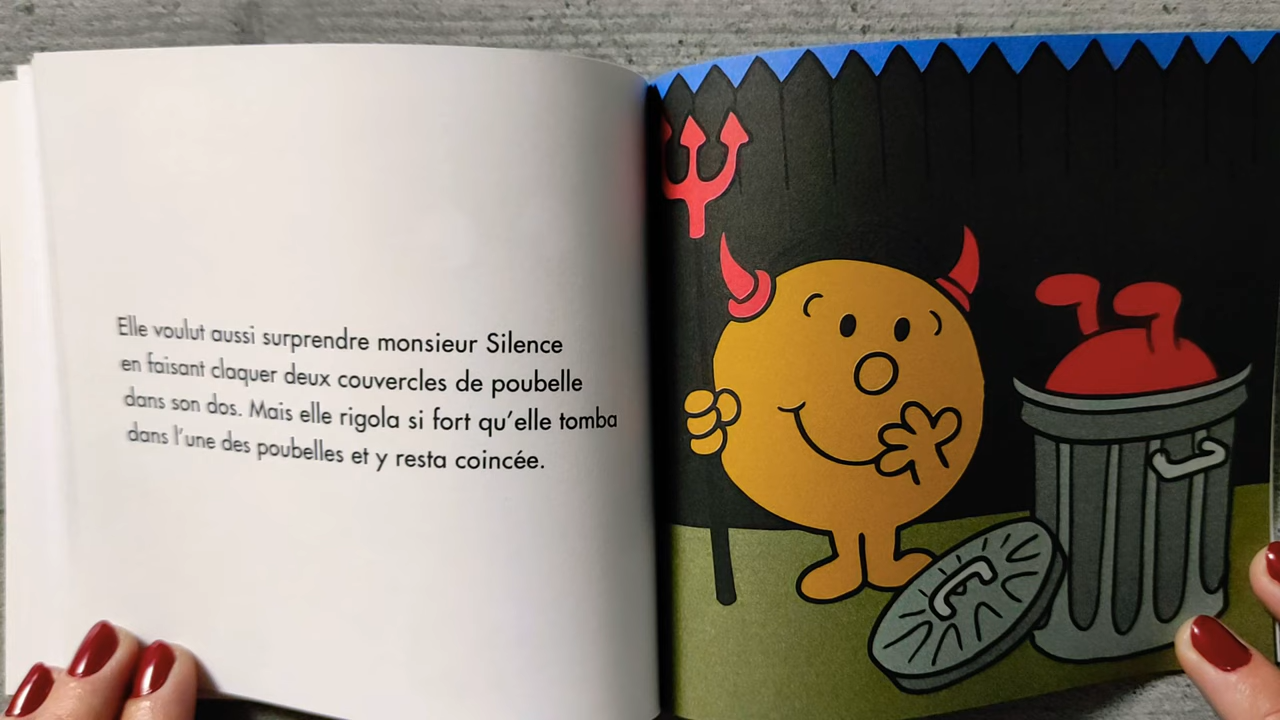 Elle voulut aussi surprendre monsieur Silence
en faisant claquer deux couvercles de poubelle
dans son dos. Mais elle rigola si fort qu'elle tomba
dans l'une des poubelles et y resta coincée.